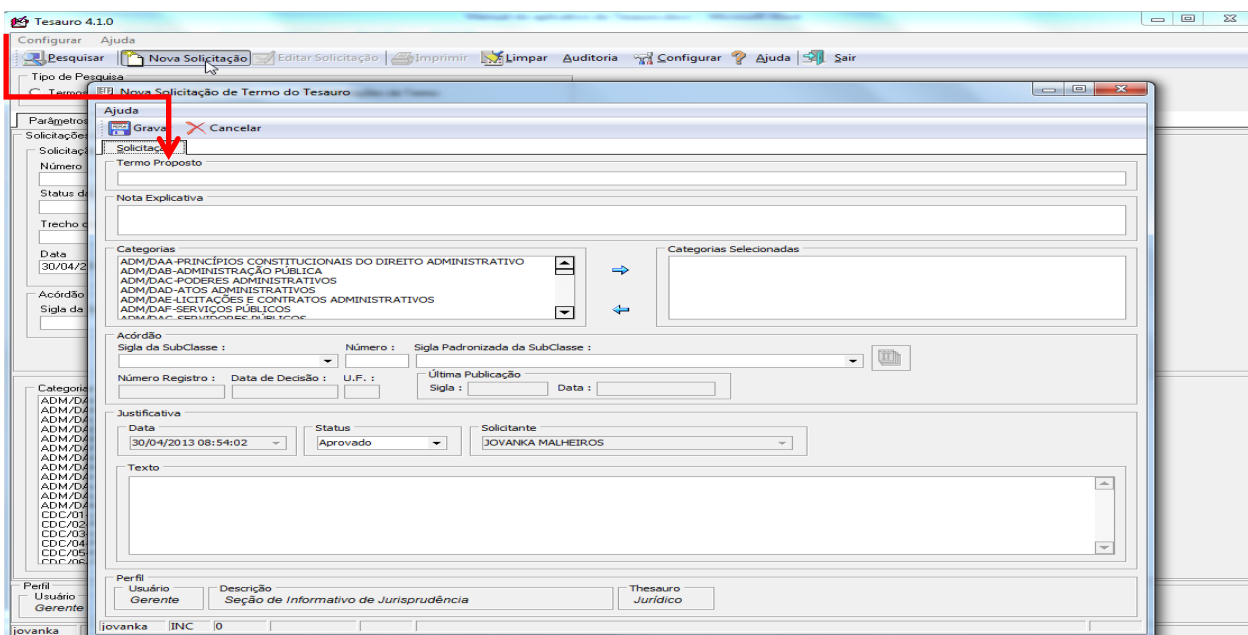 Tesauro 4.1.0
Configurar Ajuda
Pesquisar Nova Solicitação Editar Solicitação Imprimir Limpar Auditoria Configurar Ajuda Sair
Tipo de Pesquisa
Nova Solicitação de Termo do Tesauro
Ajuda
Parâmetros
Cancelar
Solicitação
Número
Termo Proposto
Nota Explicativa
Data
30/04/2
Acórdão
Sigla da
Categorias
ADM/DAA-PRINCÍPIOS CONSTITUCIONAIS DO DIREITO ADMINISTRATIVO
ADM/DAB-ADMINISTRAÇÃO PÚBLICA
ADM/DAC-PODERES ADMINISTRATIVOS
ADM/DAD-ATOS ADMINISTRATIVOS
ADM/DAE-LICITAÇÕES E CONTRATOS ADMINISTRATIVOS
ADM/DAF-SERVIÇOS PÚBLICOS
ADM/DAG-SERVIDORES PÚBLICOS
Categorias Selecionadas
Acórdão
Sigla da SubClasse : Número : Sigla Padronizada da SubClasse :
Número Registro : Data de Decisão : U.F. :
Última Publicação
Sigla : Data :
Justificativa
Data
30/04/2013 08:54:02
Status
Aprovado
Solicitante
JOVANKA MALHEIROS
Texto
Perfil
Usuário
Gerente
Descrição
Seção de Informativo de Jurisprudência
Thesauro
Jurídico
jovanka INC 0
Perfil
Usuário
Gerente
jovanka